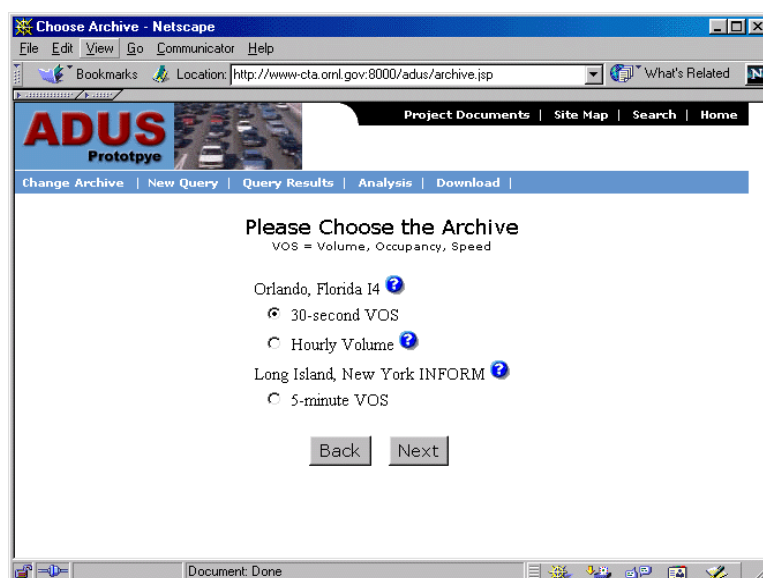 Choose Archive - Netscape
File Edit View Go Communicator Help
Bookmarks Location: http://www-cta.ornl.gov:8000/adus/archive.jsp What's Related N
Project Documents | Site Map | Search | Home
ADUS
Prototpye
Change Archive | New Query | Query Results | Analysis | Download |
Please Choose the Archive
VOS = Volume, Occupancy, Speed
Orlando, Florida I4 ?
30-second VOS
Hourly Volume ?
Long Island, New York INFORM ?
5-minute VOS
Back Next
Document: Done